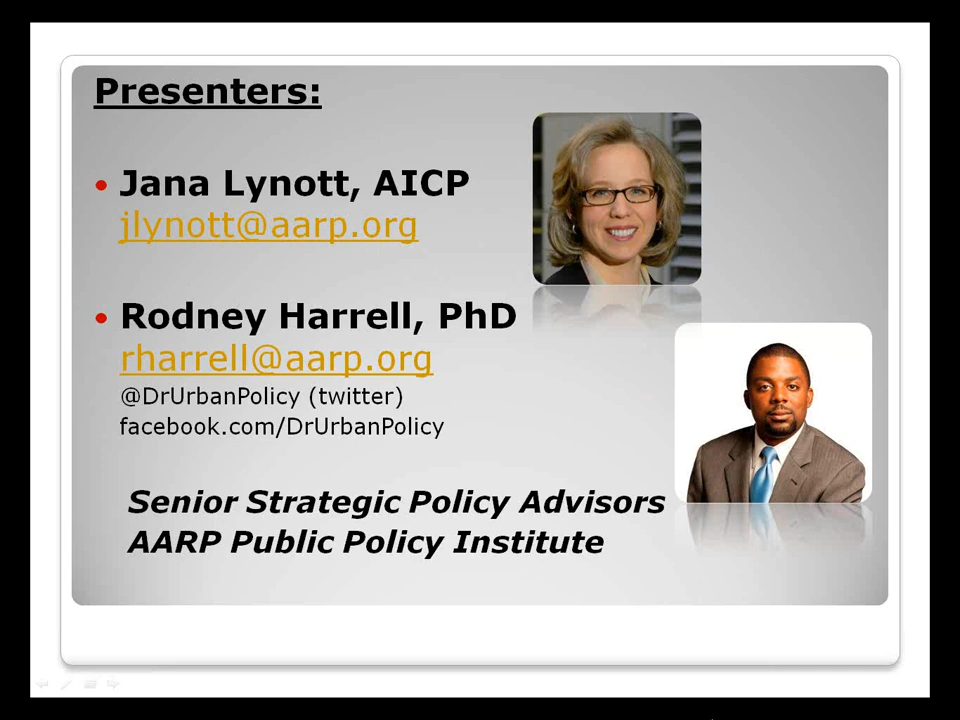 Presenters:
Jana Lynott, AICP
jlynott@aarp.org
Rodney Harrell, PhD
rharrell@aarp.org
@DrUrbanPolicy (twitter)
facebook.com/DrUrbanPolicy
Senior Strategic Policy Advisors
AARP Public Policy Institute